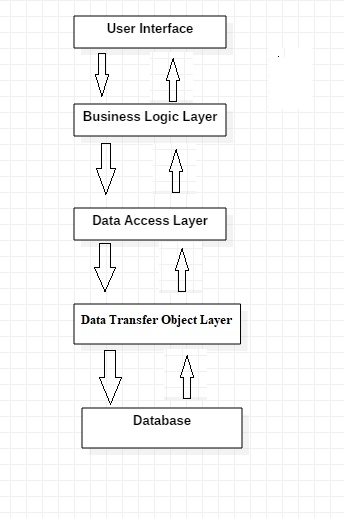 User Interface
Business Logic Layer
Data Access Layer
Data Transfer Object Layer
Database